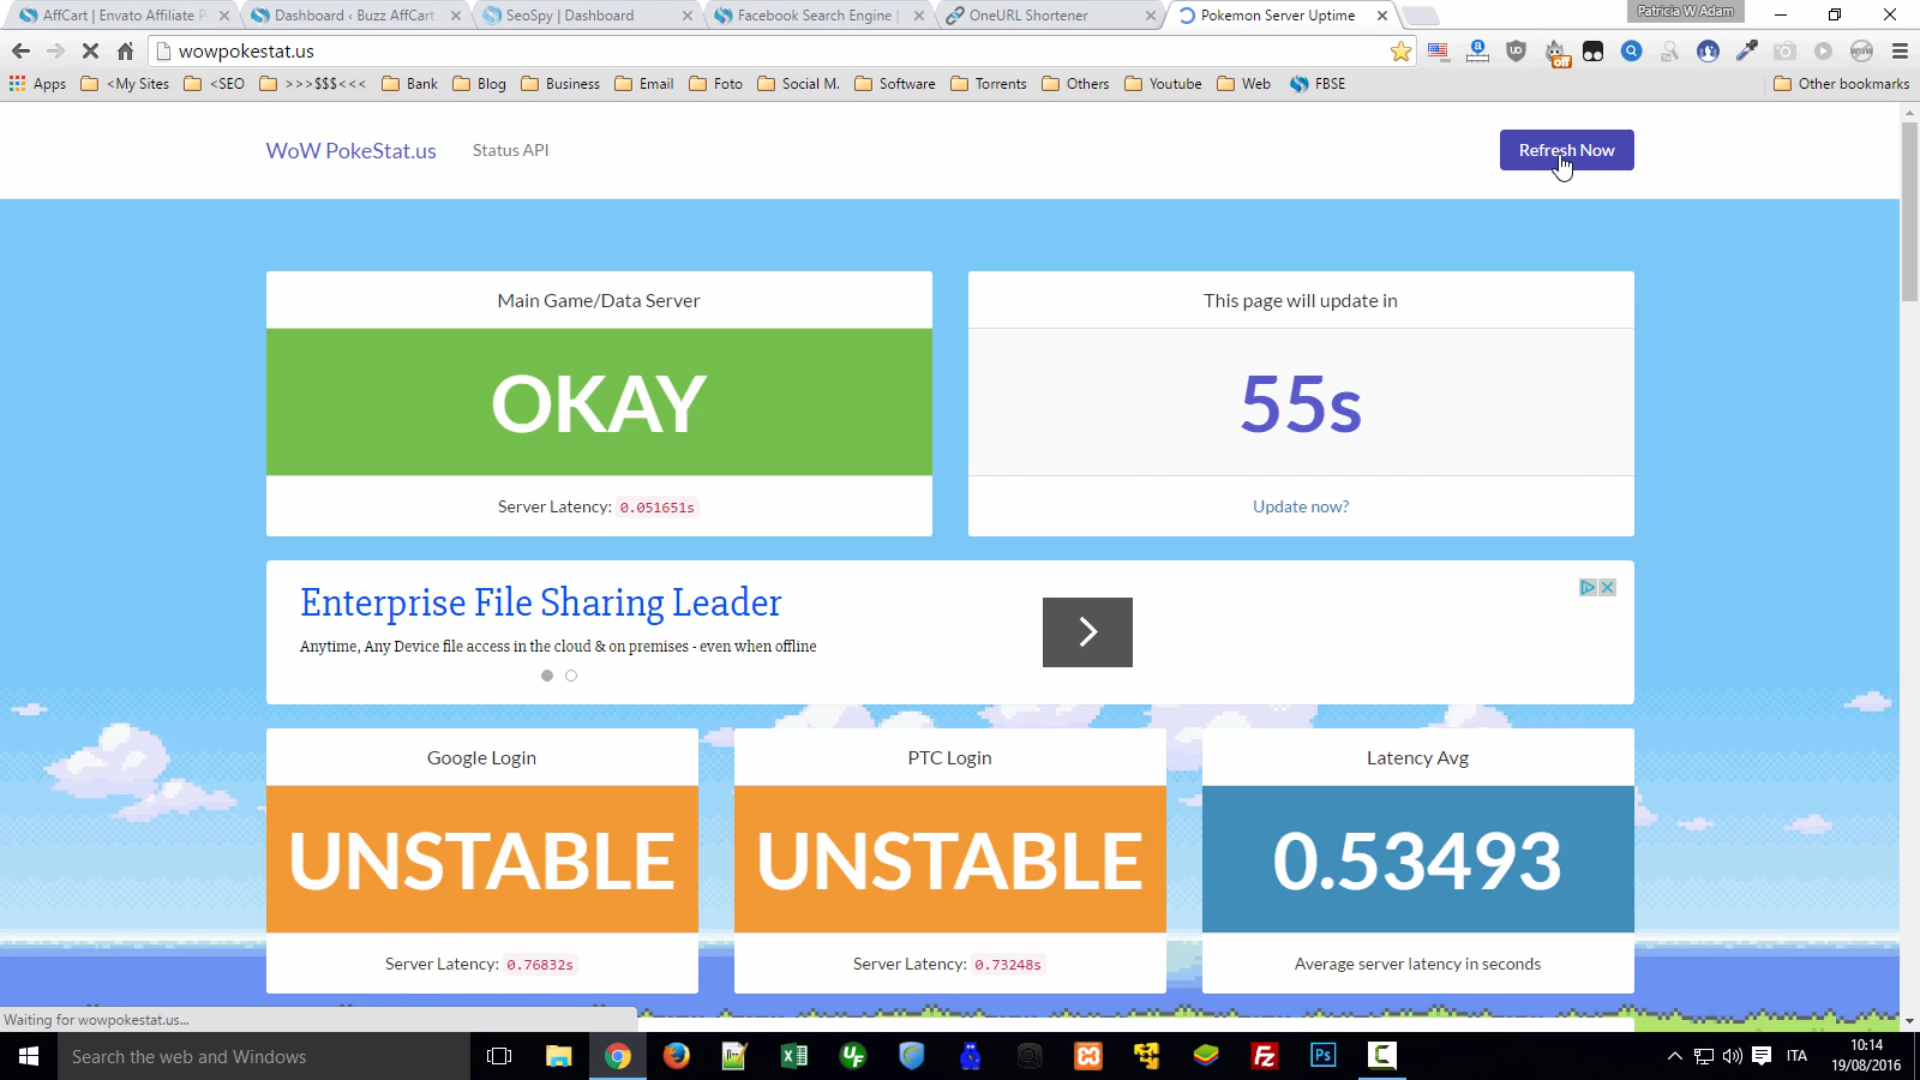 AffCart | Envato Affiliate P
Dashboard ‹ Buzz AffCart
SeoSpy | Dashboard
Facebook Search Engine |
OneURL Shortener
Pokemon Server Uptime
Patricia W Adam
wowpokestat.us
Apps
<My Sites
<SEO
>>>$$$<<<
Bank
Blog
Business
Email
Foto
Social M.
Software
Torrents
Others
Youtube
Web
FBSE
Other bookmarks
WoW PokeStat.us
Status API
Refresh Now
Main Game/Data Server
OKAY
Server Latency: 0.051651s
This page will update in
55s
Update now?
Enterprise File Sharing Leader
Anytime, Any Device file access in the cloud & on premises - even when offline
Google Login
UNSTABLE
Server Latency: 0.76832s
PTC Login
UNSTABLE
Server Latency: 0.73248s
Latency Avg
0.53493
Average server latency in seconds
Waiting for wowpokestat.us...
Search the web and Windows
ITA
10:14
19/08/2016